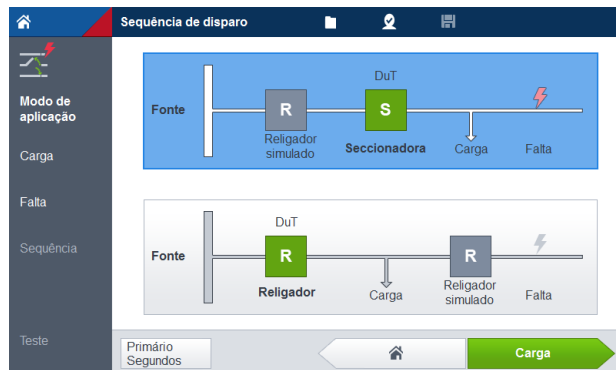 Sequência de disparo
Modo de
aplicação
Carga
Falta
Sequência
Teste
DuT
Fonte
R
S
Religador
simulado
Seccionadora
Carga
Falta
DuT
Fonte
R
R
Religador
Carga
Religador
simulado
Falta
Primário
Segundos
Carga